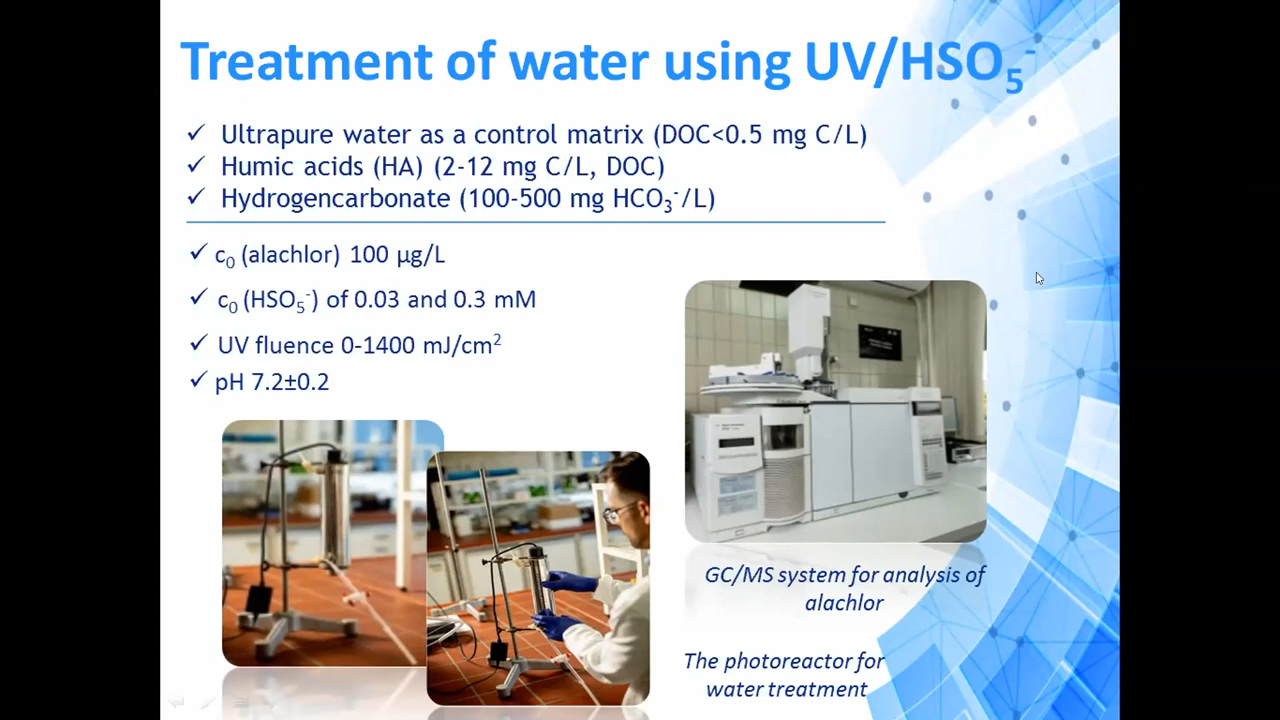 Treatment of water using UV/HSO₅⁻
✓ Ultrapure water as a control matrix (DOC<0.5 mg C/L)
✓ Humic acids (HA) (2-12 mg C/L, DOC)
✓ Hydrogencarbonate (100-500 mg HCO₃⁻/L)
✓ c₀ (alachlor) 100 µg/L
✓ c₀ (HSO₅⁻) of 0.03 and 0.3 mM
✓ UV fluence 0-1400 mJ/cm²
✓ pH 7.2±0.2
GC/MS system for analysis of
alachlor
The photoreactor for
water treatment